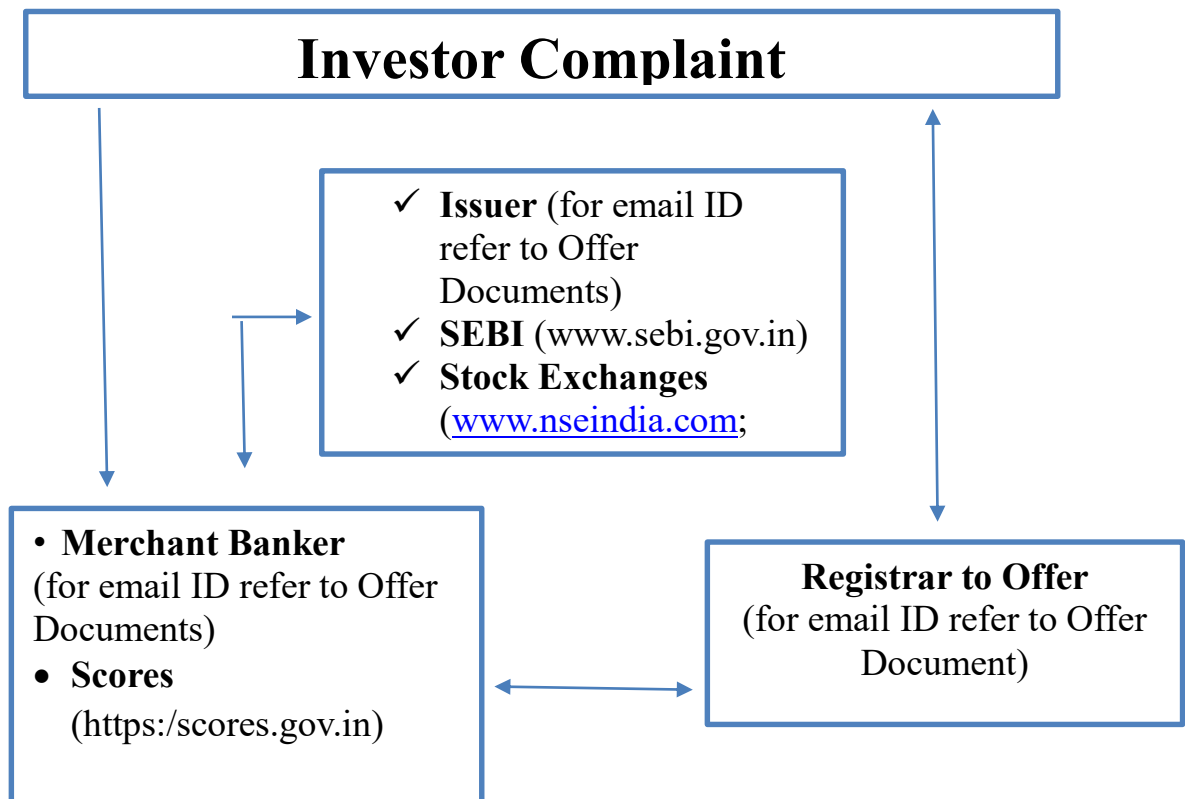 Investor Complaint
✓ Issuer (for email ID
refer to Offer
Documents)
✓ SEBI (www.sebi.gov.in)
✓ Stock Exchanges
(www.nseindia.com;
• Merchant Banker
(for email ID refer to Offer
Documents)
• Scores
(https:/scores.gov.in)
Registrar to Offer
(for email ID refer to Offer
Document)